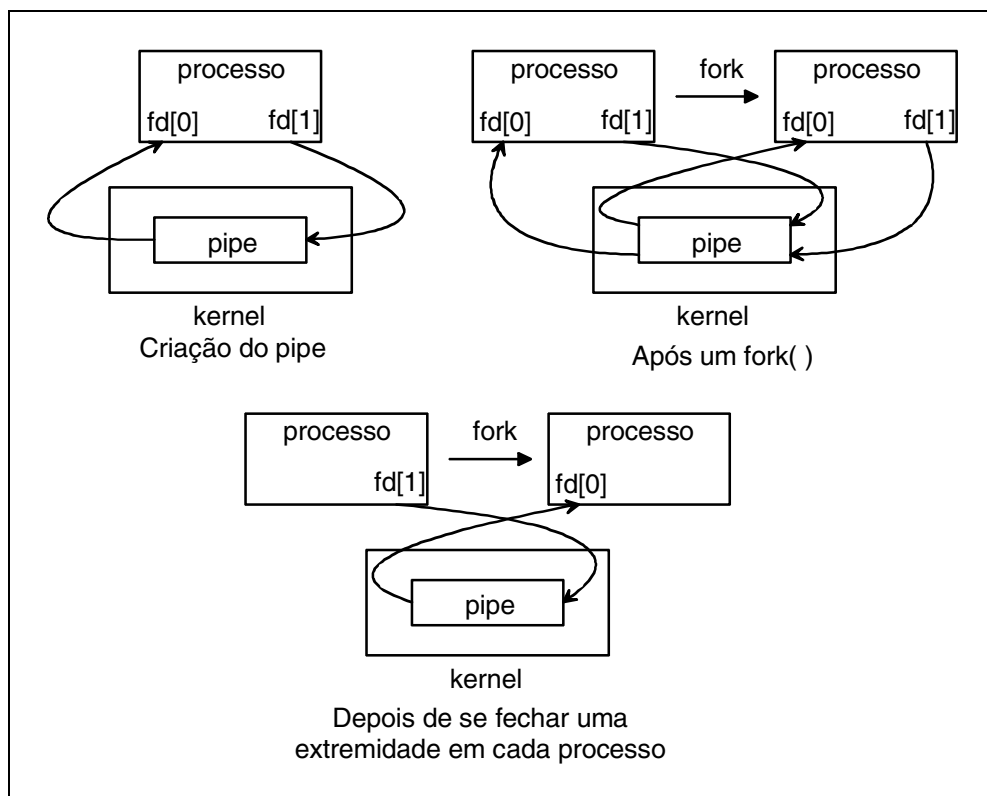 processo
fd[0] fd[1]
pipe
kernel
Criação do pipe
processo fork processo
fd[0] fd[1] fd[0] fd[1]
pipe
kernel
Após um fork( )
processo fork processo
fd[1] fd[0]
pipe
kernel
Depois de se fechar uma
extremidade em cada processo